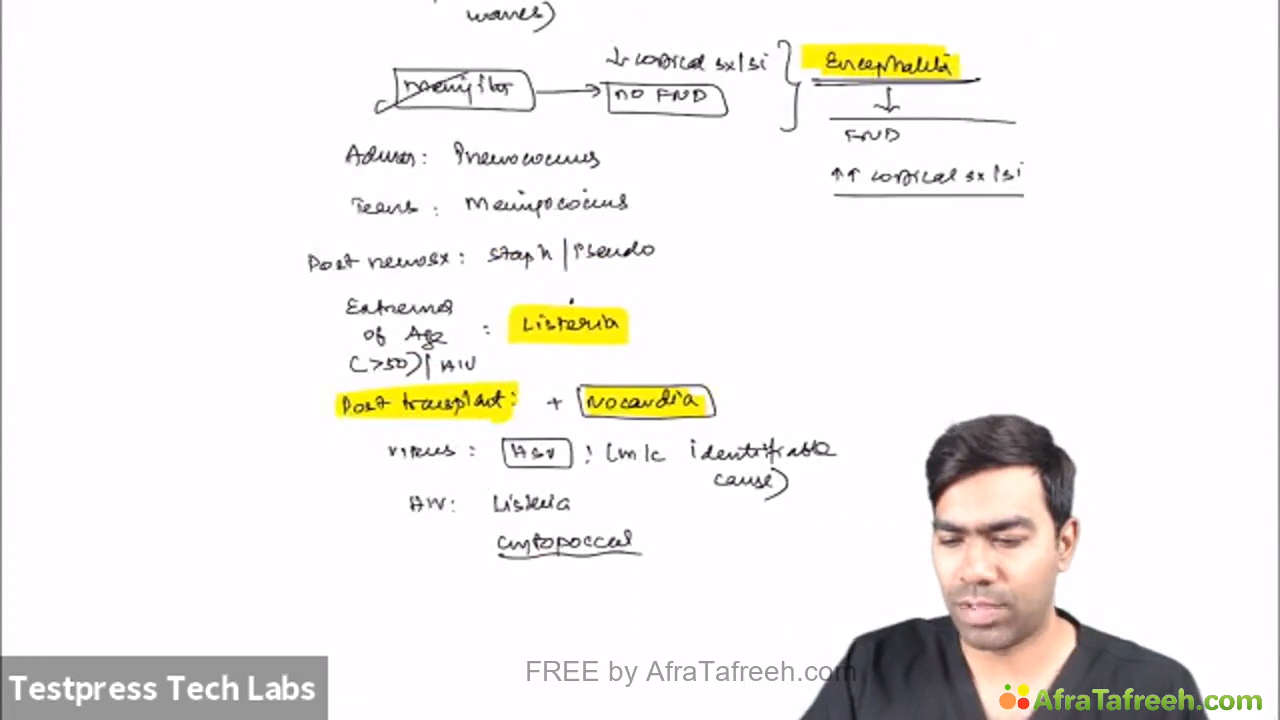 waves)
↓ cortical sx/si
Encephalitis
Meningitis → NO FND
FND
Adults: Pneumococcus
↑↑ cortical sx/si
Teens: Meningococcus
Post neurosx: Staph/Pseudo
Extremes of Age (>50)/HIV : Listeria
Post transplant: + Nocardia
Virus: HSV : (m/c identifiable cause)
HIV: Listeria
Cryptococcal
FREE by AfraTafreeh.com
Testpress Tech Labs
AfraTafreeh.com